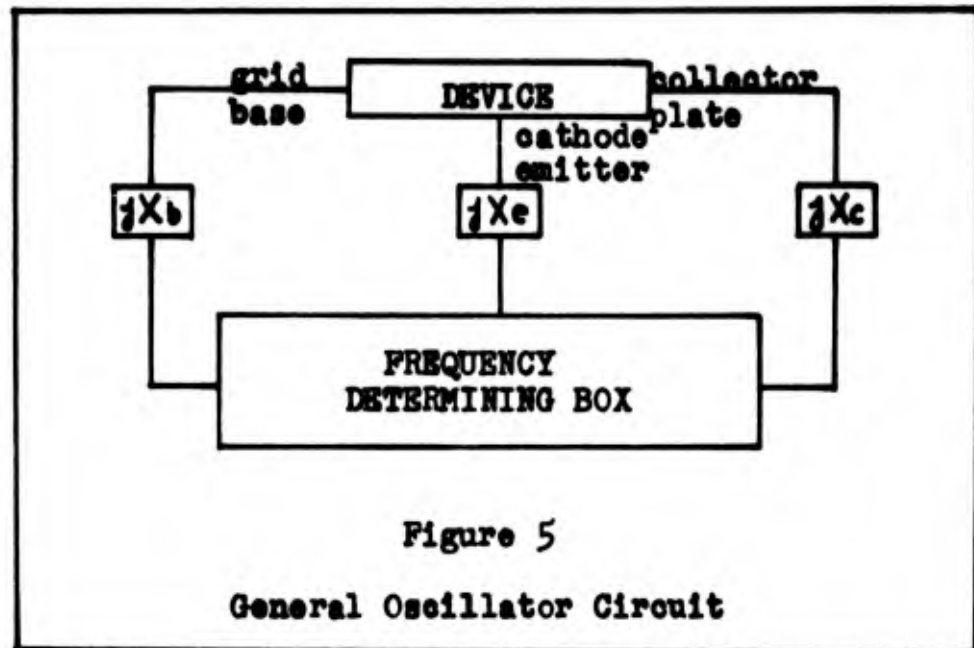 grid
base
DEVICE
collector
plate
cathode
emitter
jXb
jXe
jXc
FREQUENCY
DETERMINING BOX
Figure 5
General Oscillator Circuit